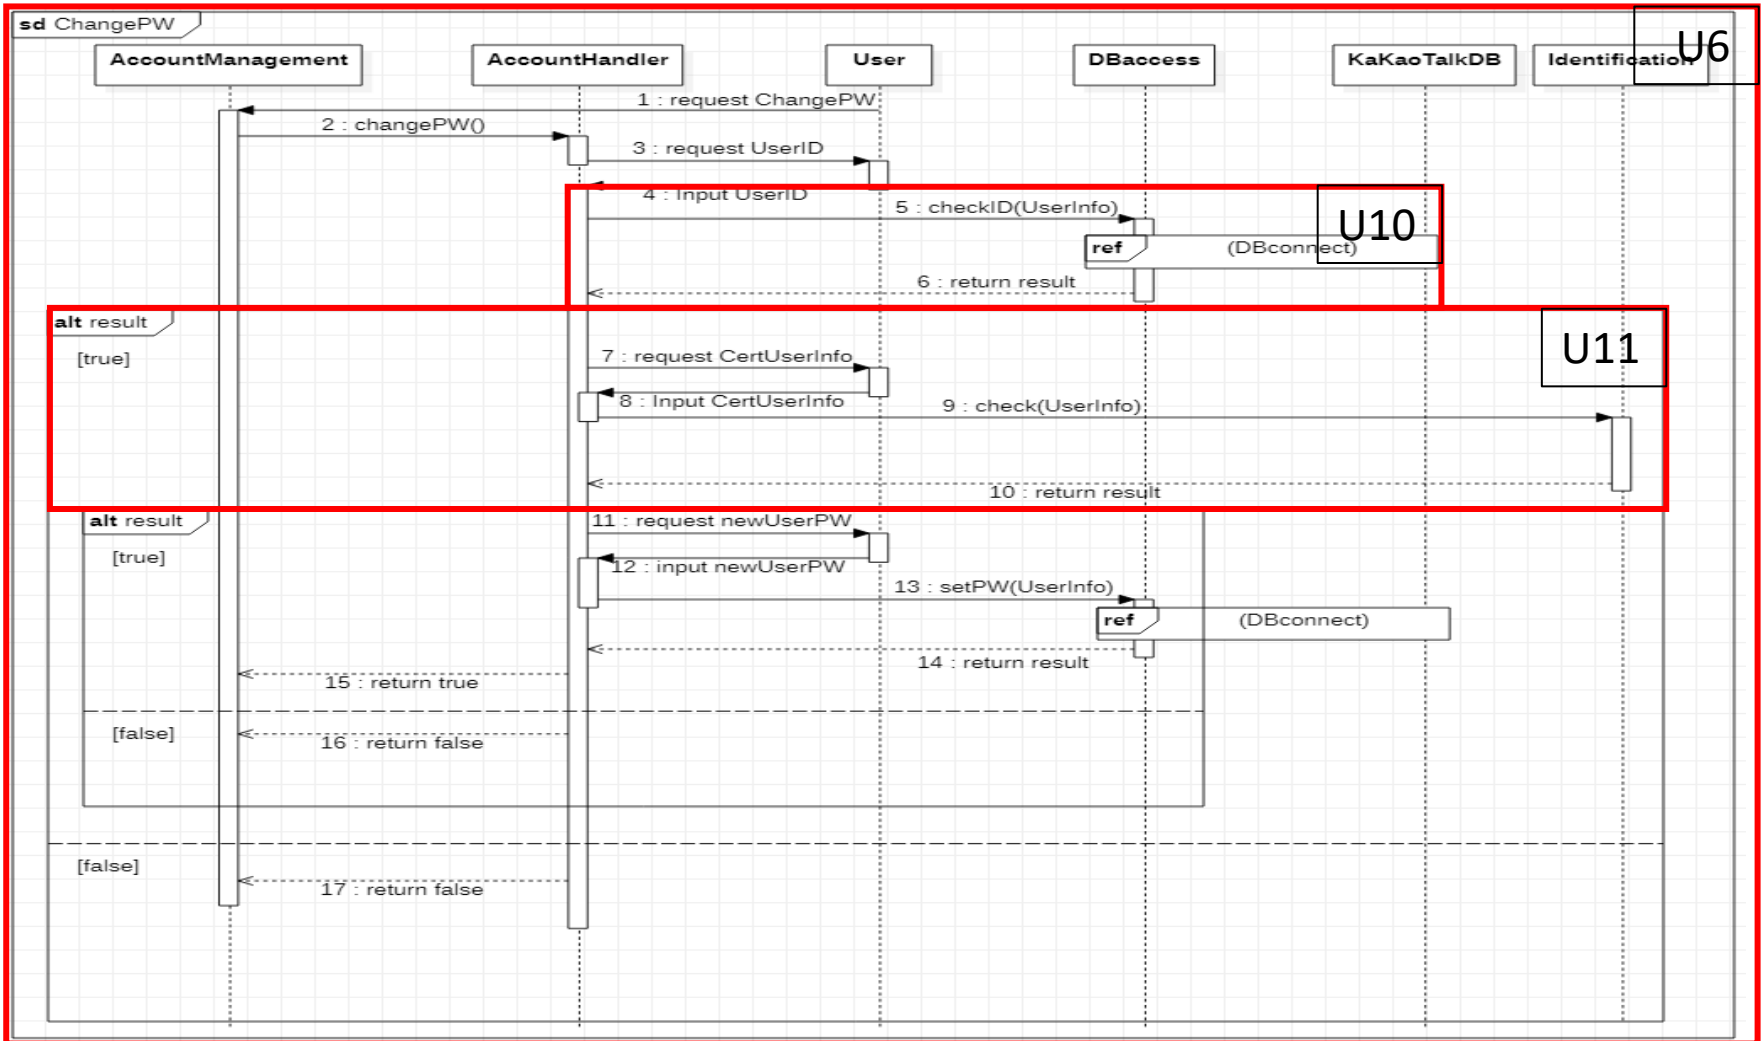 sd ChangePW
U6
AccountManagement
AccountHandler
User
DBaccess
KaKaoTalkDB
Identification
1 : request ChangePW
2 : changePW()
3 : request UserID
4 : Input UserID
5 : checkID(UserInfo)
U10
ref (DBconnect)
6 : return result
alt result
[true]
U11
7 : request CertUserInfo
8 : Input CertUserInfo
9 : check(UserInfo)
10 : return result
alt result
[true]
11 : request newUserPW
12 : input newUserPW
13 : setPW(UserInfo)
ref (DBconnect)
14 : return result
15 : return true
[false]
16 : return false
[false]
17 : return false